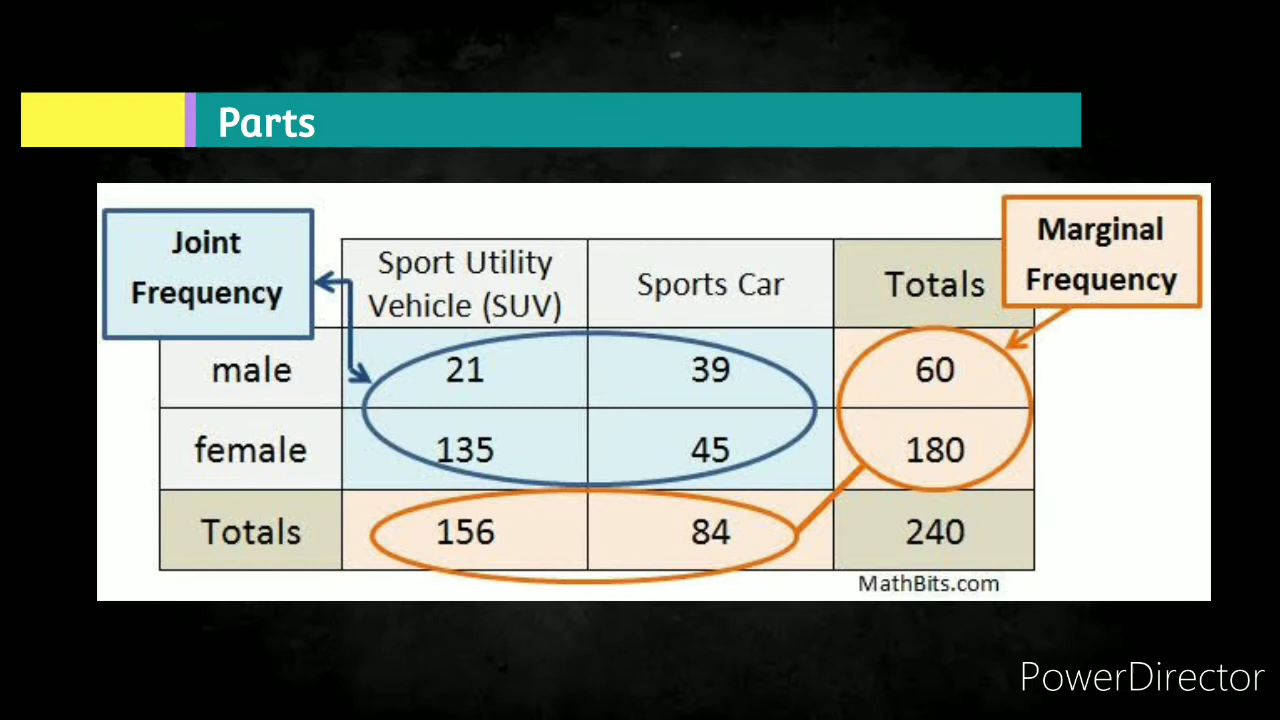 Parts
Joint
Frequency
Marginal
Frequency
Sport Utility
Vehicle (SUV)
Sports Car
Totals
male 21 39 60
female 135 45 180
Totals 156 84 240
MathBits.com
PowerDirector